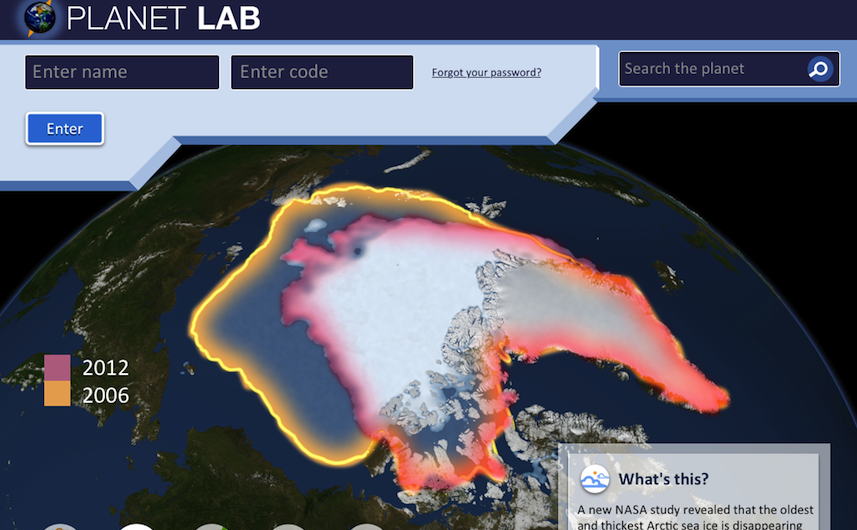 PLANET LAB
Enter name
Enter code
Forgot your password?
Search the planet
Enter
2012
2006
What's this?
A new NASA study revealed that the oldest
and thickest Arctic sea ice is disappearing